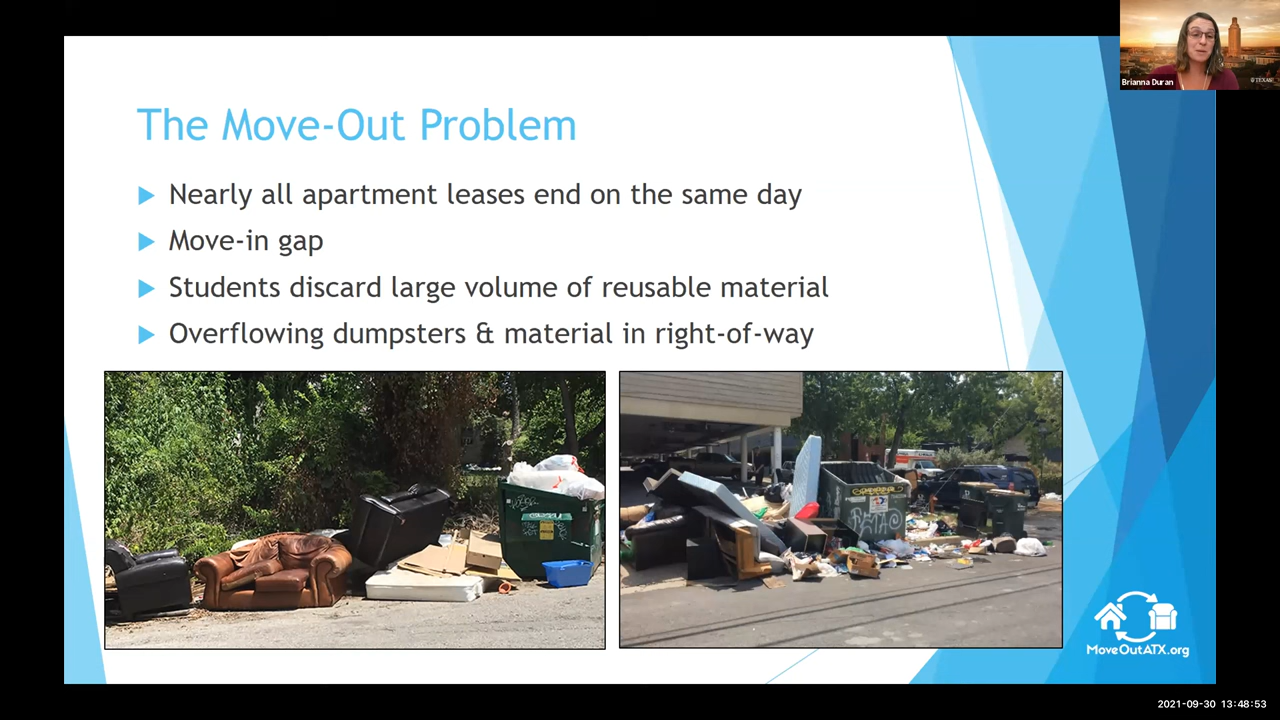 The Move-Out Problem
Nearly all apartment leases end on the same day
Move-in gap
Students discard large volume of reusable material
Overflowing dumpsters & material in right-of-way
Brianna Duran
TEXAS
MoveOutATX.org
2021-09-30 13:48:53